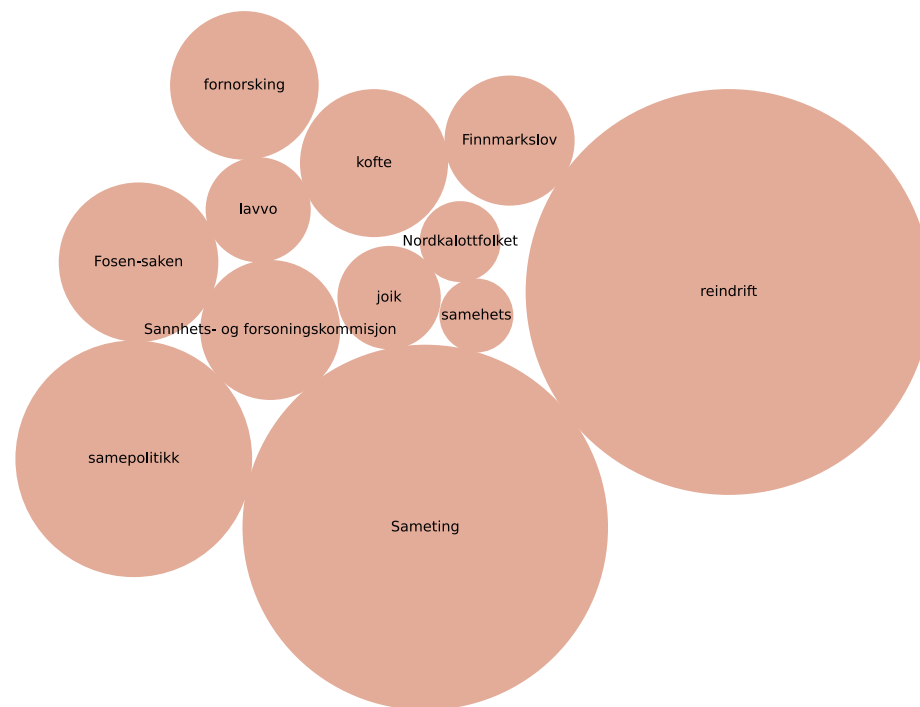 fornorsking
Finnmarkslov
kofte
lavvo
Nordkalottfolket
Fosen-saken
reindrift
joik
samehets
Sannhets- og forsoningskommisjon
samepolitikk
Sameting